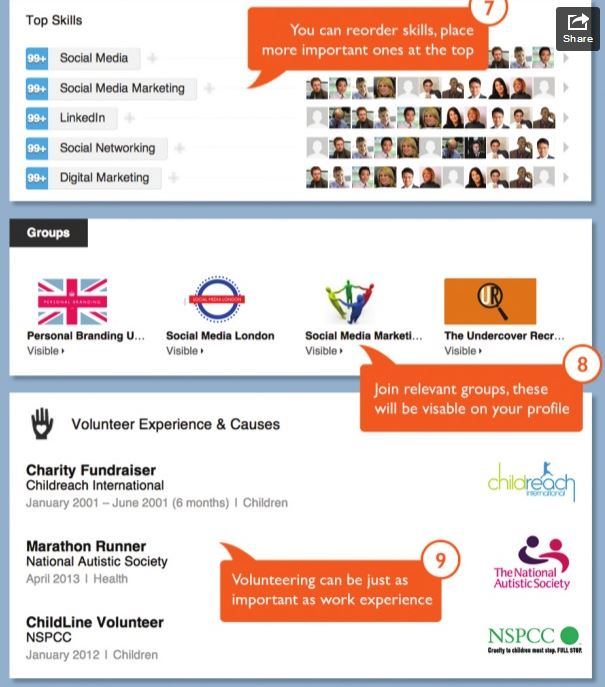 Top Skills
7
You can reorder skills, place
more important ones at the top
Share
99+ Social Media
99+ Social Media Marketing
99+ LinkedIn
99+ Social Networking
99+ Digital Marketing
Groups
PERSONAL BRANDING
SOCIAL MEDIA LONDON
UR
Personal Branding U... Social Media London Social Media Marketi... The Undercover Recr...
Visible Visible Visible Visible
8
Join relevant groups, these
will be visable on your profile
Volunteer Experience & Causes
Charity Fundraiser
Childreach International
January 2001 – June 2001 (6 months) | Children
childreach
international
Marathon Runner
National Autistic Society
April 2013 | Health
9
Volunteering can be just as
important as work experience
The National
Autistic Society
ChildLine Volunteer
NSPCC
January 2012 | Children
NSPCC
Cruelty to children must stop. FULL STOP.